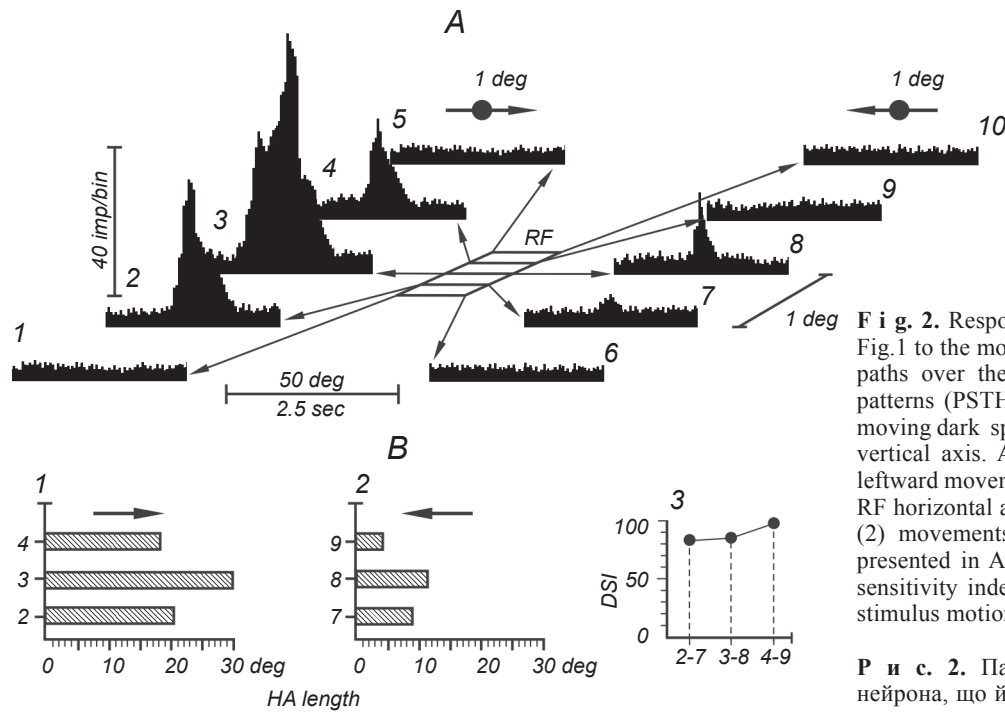 A
1 deg
1 deg
5
10
4
9
40 imp/bin
3
RF
8
2
7
1 deg
1
6
50 deg
2.5 sec
B
1
2
3
4
3
2
9
8
7
100
50
0
DSI
2-7
3-8
4-9
0 10 20 30 deg
0 10 20 30 deg
HA length
Fig. 2. Respo
Fig.1 to the mo
paths over the
patterns (PSTH
moving dark sp
vertical axis. A
leftward movem
RF horizontal a
(2) movements
presented in A
sensitivity inde
stimulus motion
Рис. 2. Па
нейрона, що й